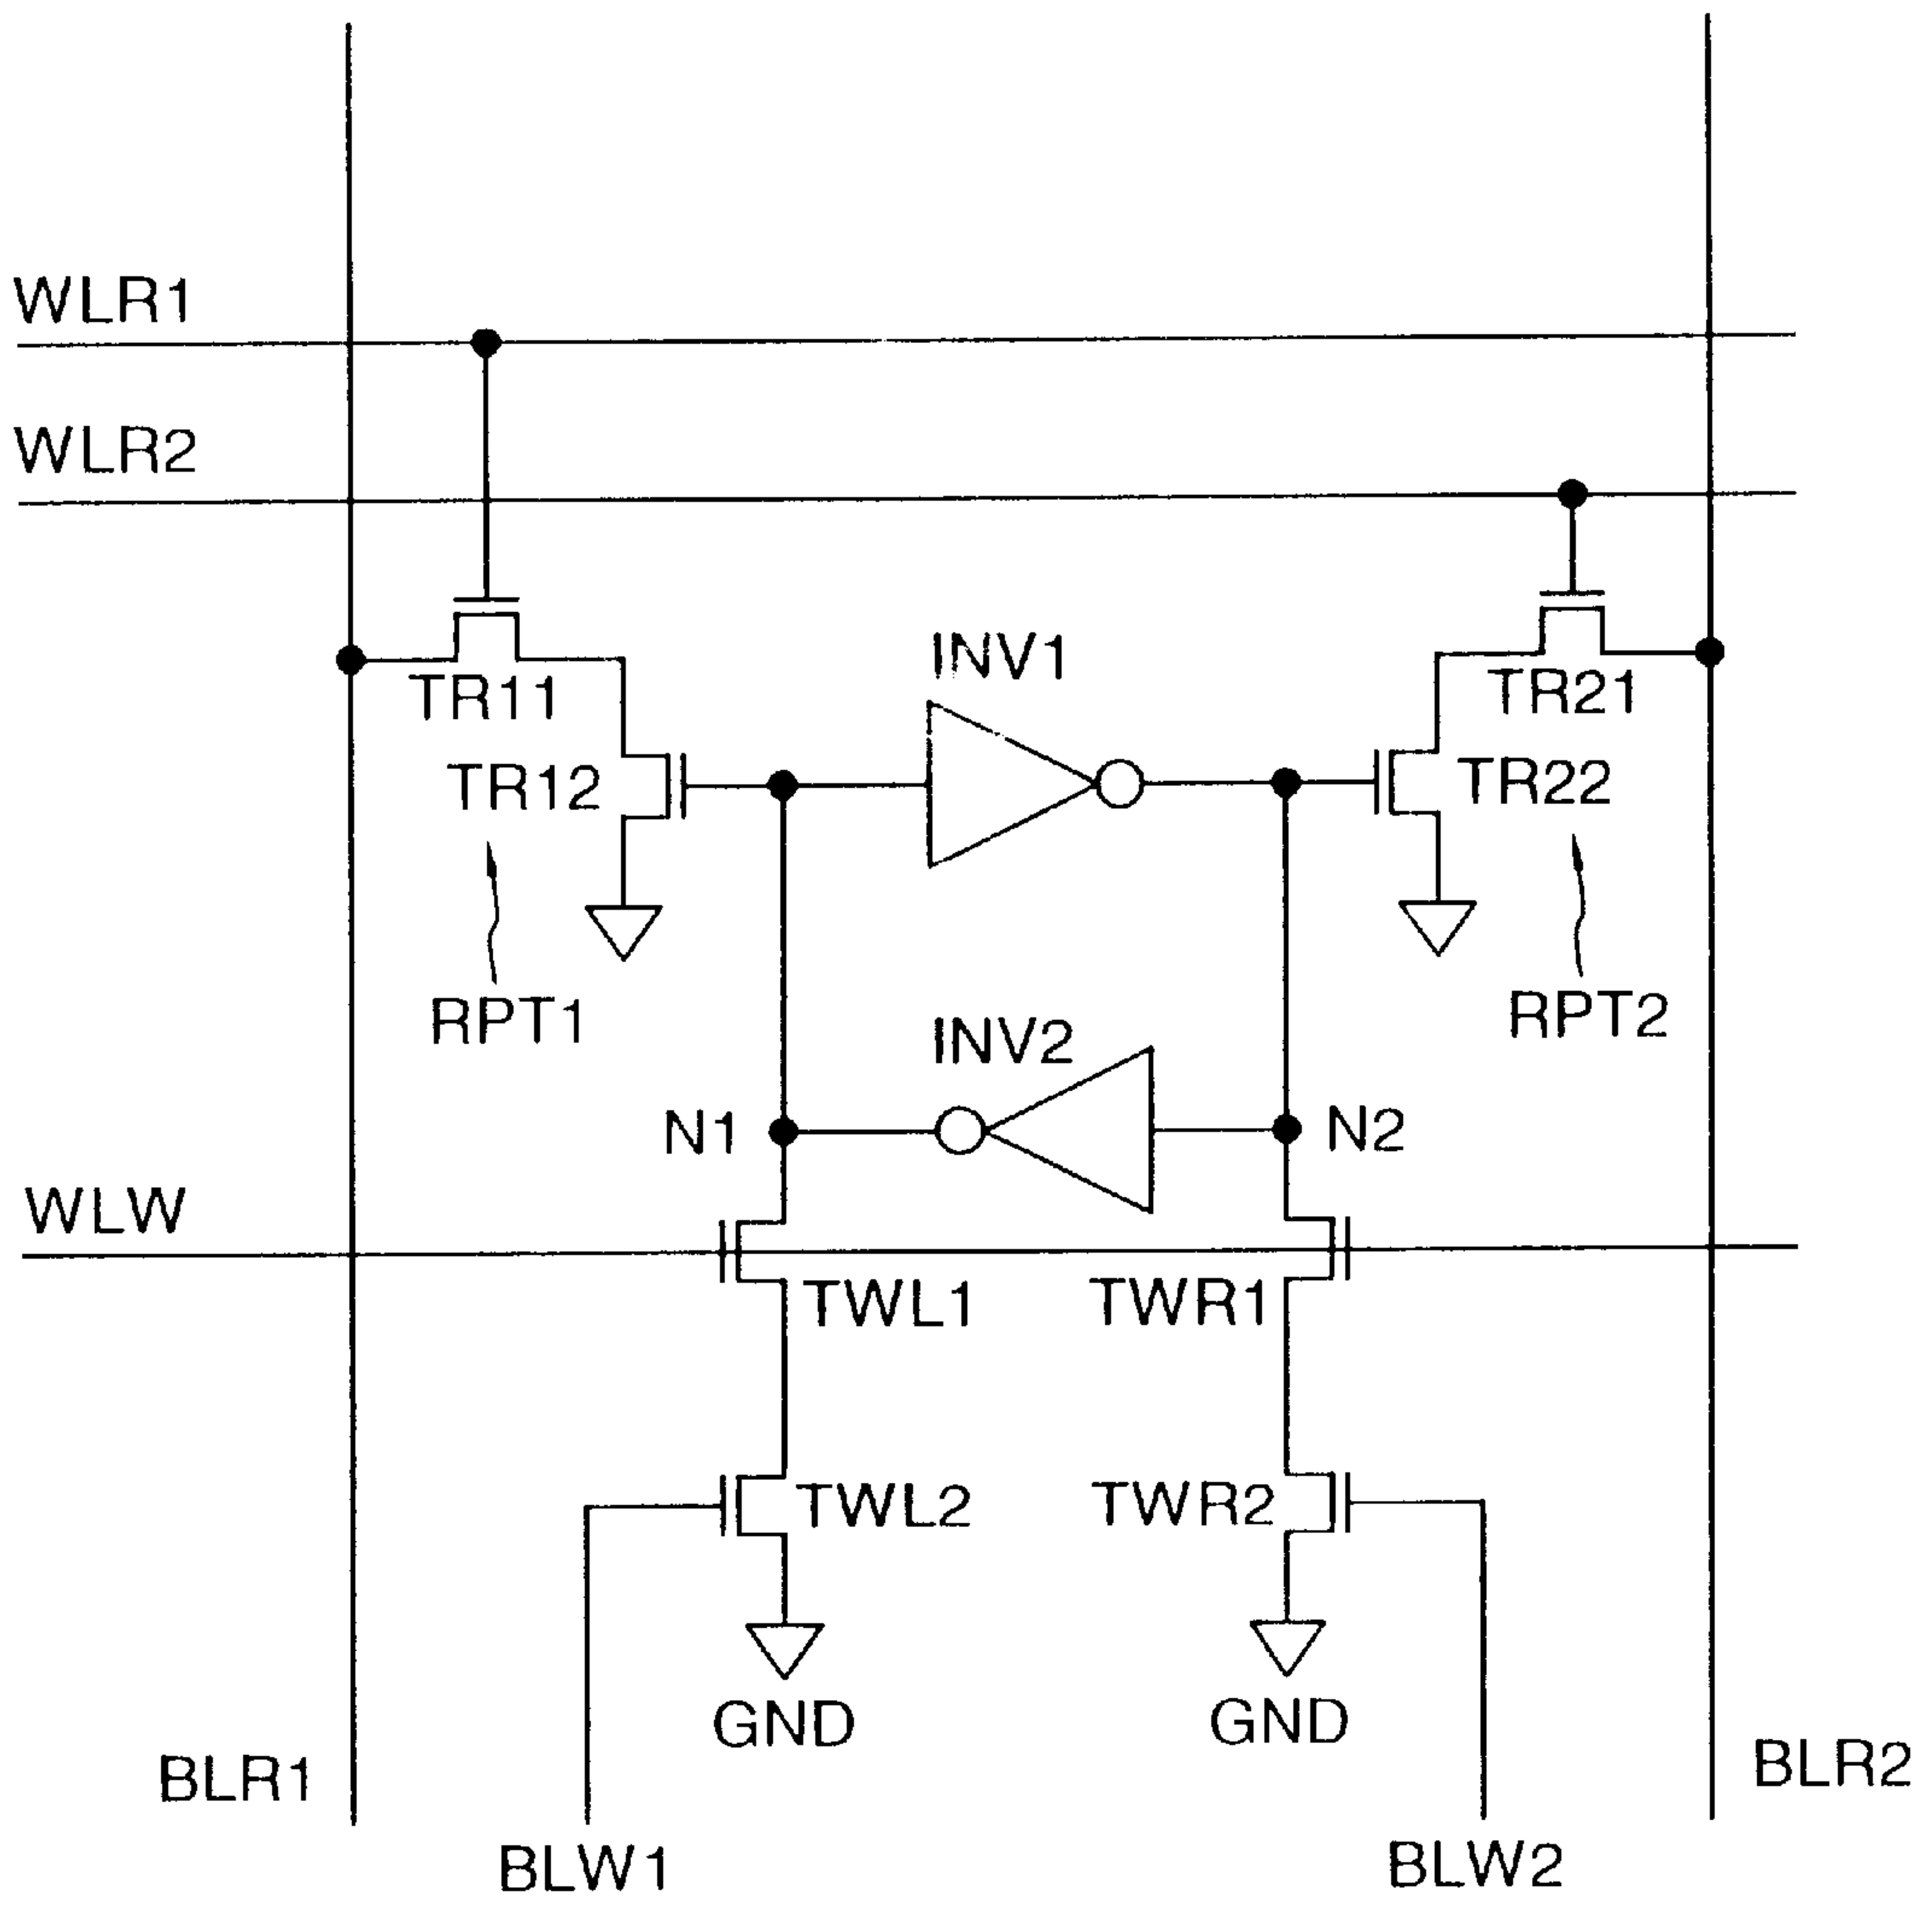 WLR1
WLR2
INV1
TR11
TR21
TR12
TR22
RPT1
RPT2
INV2
N1
N2
WLW
TWL1
TWR1
TWL2
TWR2
GND
GND
BLR1
BLR2
BLW1
BLW2